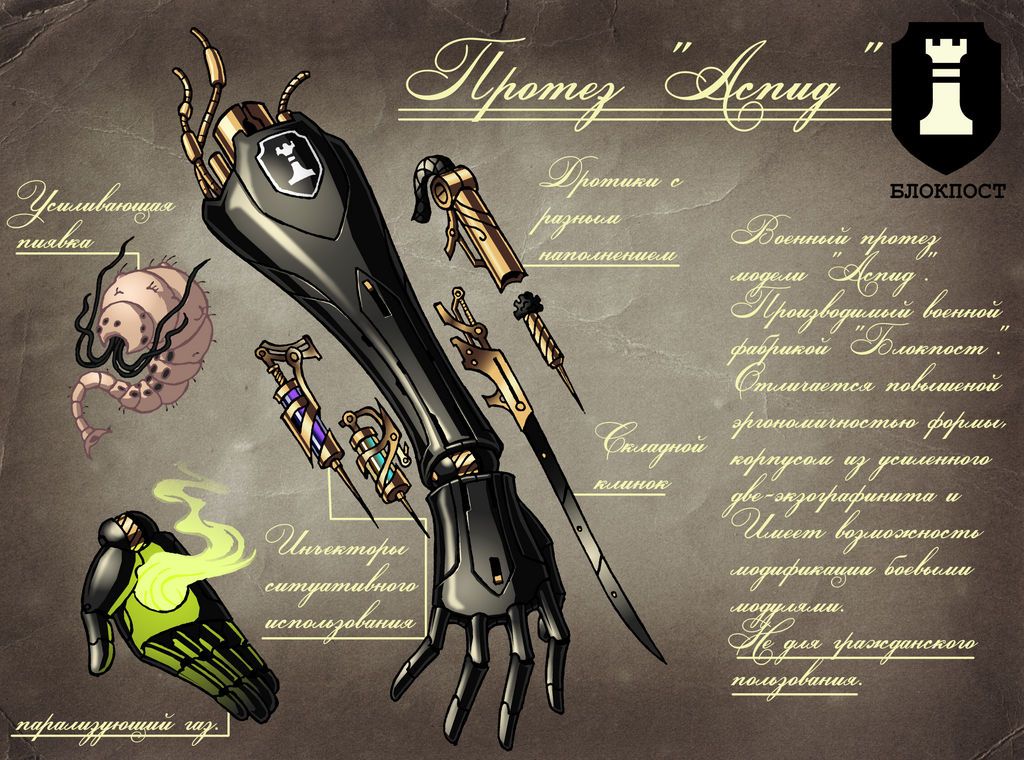 Протез "Аспид"
БЛОКПОСТ
Усиливающая
пиявка
Дротики с
разным
наполнением
Военный протез
модели "Аспид".
Производимый военной
фабрикой "Блокпост".
Отличается повышеной
эргономичностью формы,
корпусом из усиленного
две-экзографинита и
Имеет возможность
модификации боевыми
модулями.
Не для гражданского
пользования.
Складной
клинок
Инъекторы
ситуативного
использования
парализующий газ.